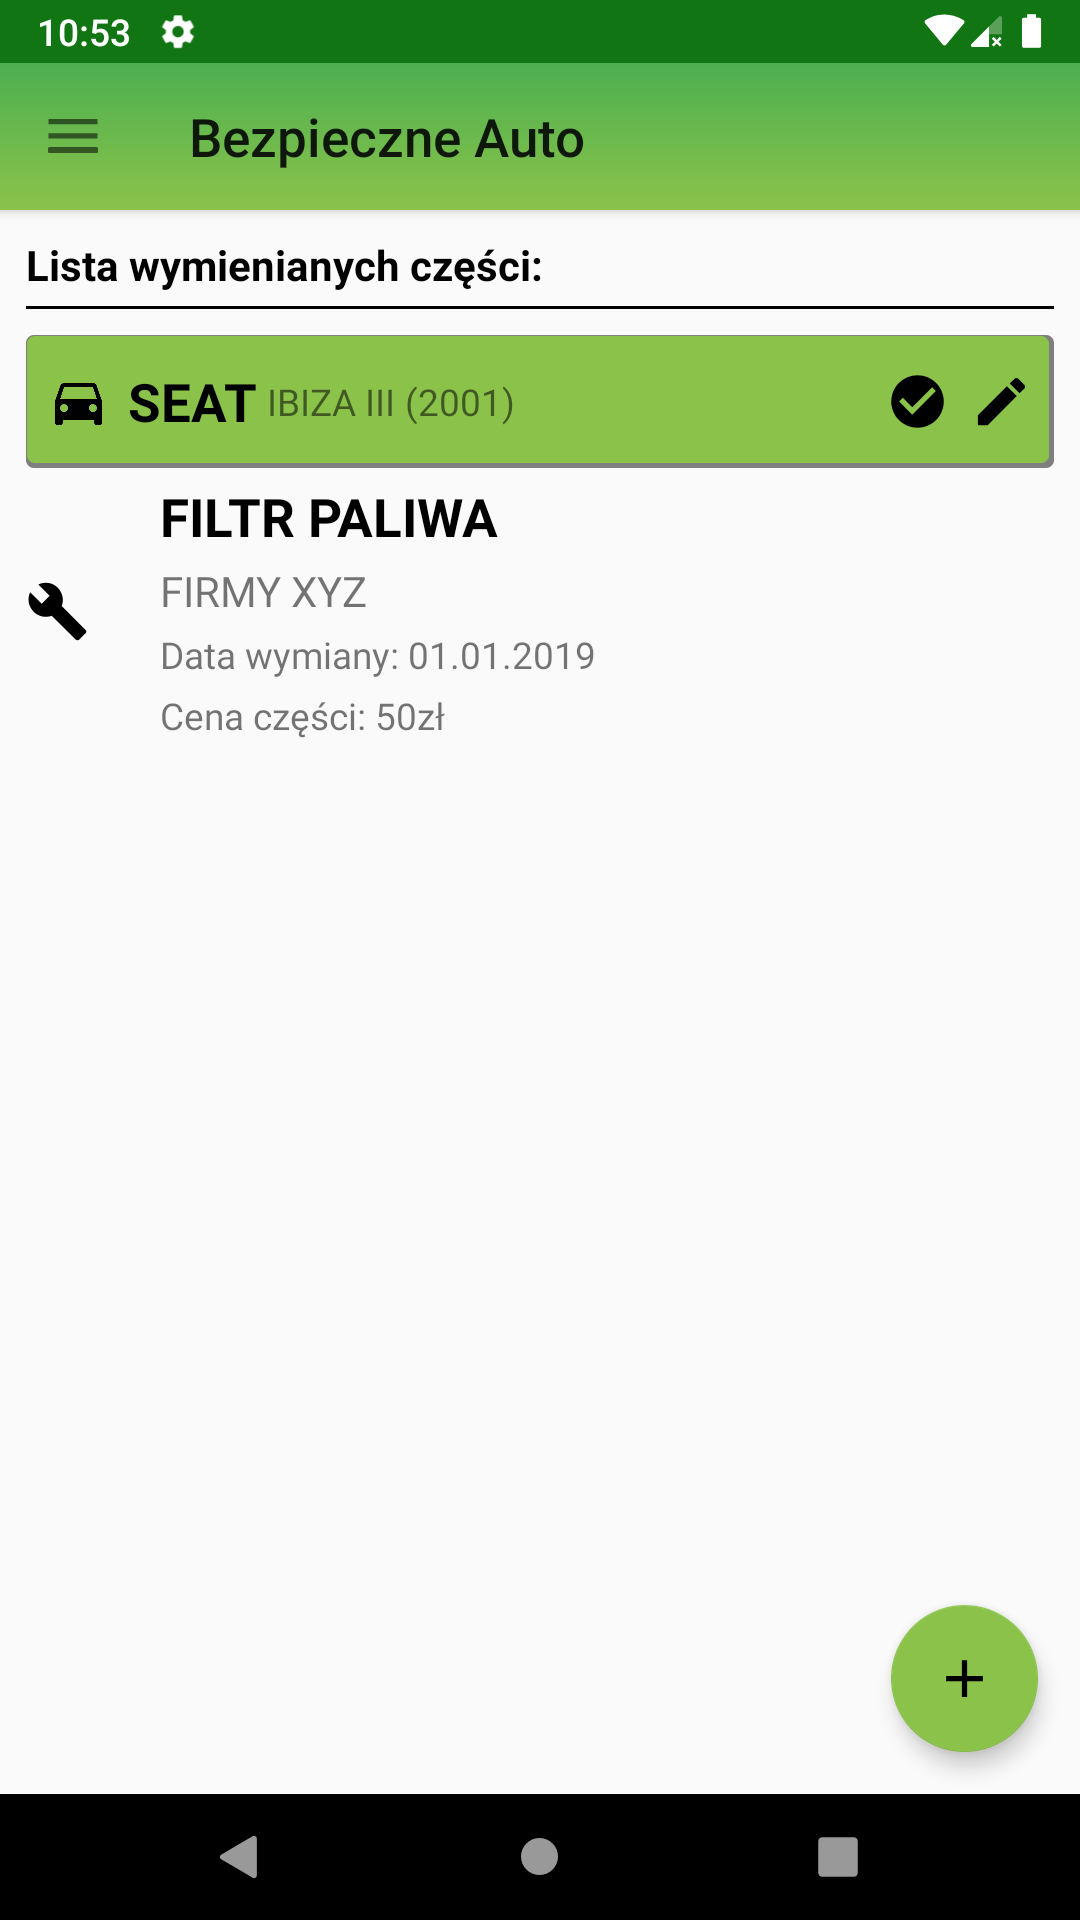 10:53
Bezpieczne Auto
Lista wymienianych części:
SEAT IBIZA III (2001)
FILTR PALIWA
FIRMY XYZ
Data wymiany: 01.01.2019
Cena części: 50zł